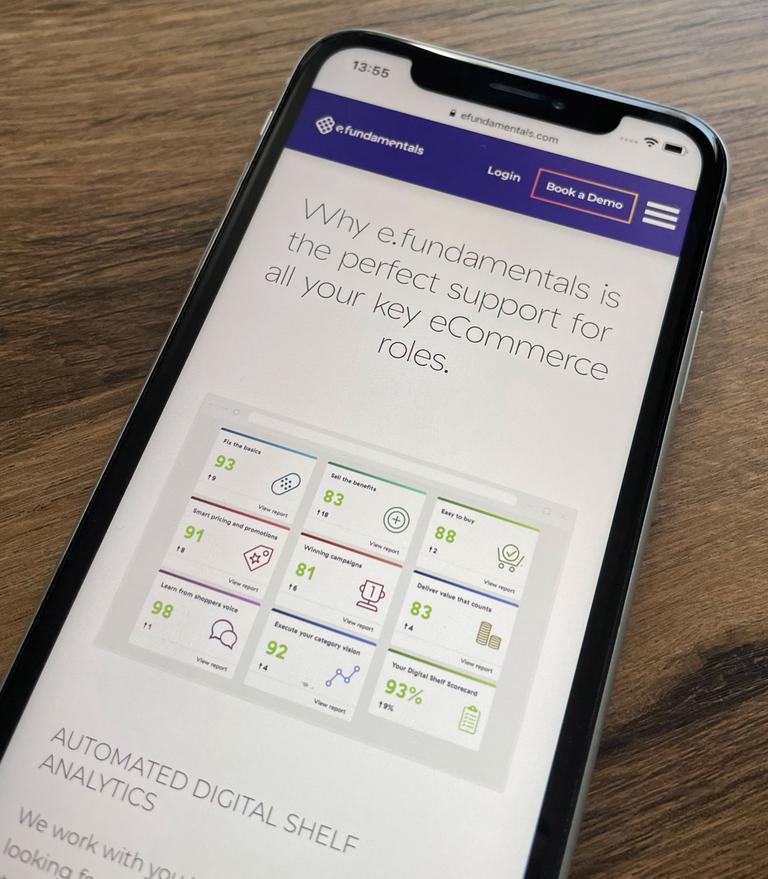 13:55
efundamentals.com
e.fundamentals
Login
Book a Demo
Why e.fundamentals is
the perfect support for
all your key eCommerce
roles.
Fix the basics
93
↑9
View report
Sell the benefits
83
↑18
View report
Easy to buy
88
↑2
View report
Smart pricing and promotions
91
↑8
View report
Winning campaigns
81
↑6
1
View report
Deliver value that counts
83
↑4
View report
Learn from shoppers voice
98
↑1
View report
Execute your category vision
92
↑4
View report
Your Digital Shelf Scorecard
93%
↑9%
AUTOMATED DIGITAL SHELF
ANALYTICS
We work with you
looking